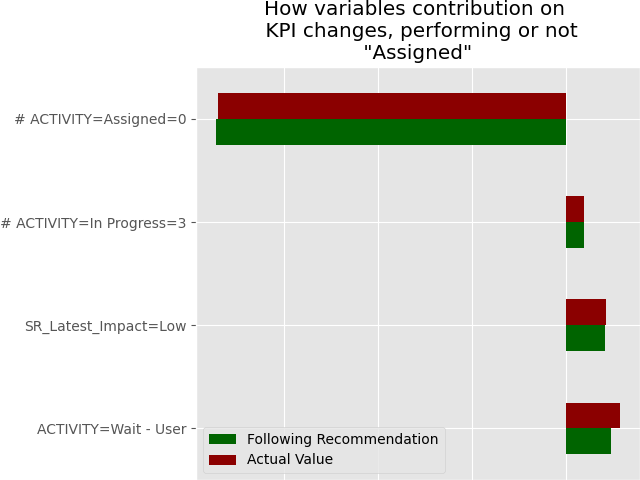 How variables contribution on
KPI changes, performing or not
"Assigned"
# ACTIVITY=Assigned=0
# ACTIVITY=In Progress=3
SR_Latest_Impact=Low
ACTIVITY=Wait - User
Following Recommendation
Actual Value